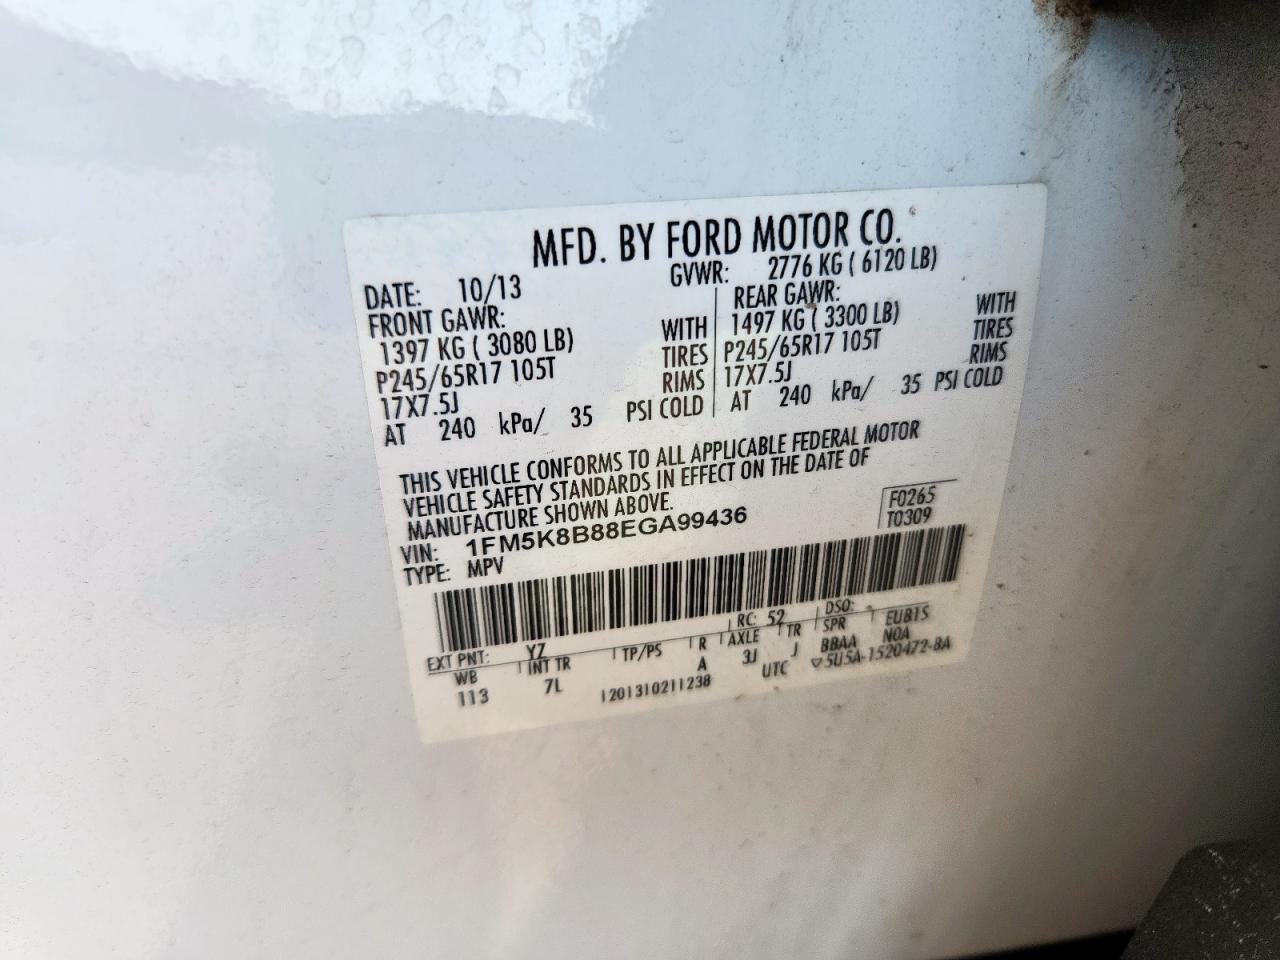 MFD. BY FORD MOTOR CO.
DATE: 10/13 GVWR: 2776 KG ( 6120 LB)
FRONT GAWR: REAR GAWR:
1397 KG ( 3080 LB) WITH 1497 KG ( 3300 LB) WITH
P245/65R17 105T TIRES P245/65R17 105T TIRES
17X7.5J RIMS 17X7.5J RIMS
AT 240 kPa/ 35 PSI COLD AT 240 kPa/ 35 PSI COLD
THIS VEHICLE CONFORMS TO ALL APPLICABLE FEDERAL MOTOR
VEHICLE SAFETY STANDARDS IN EFFECT ON THE DATE OF
MANUFACTURE SHOWN ABOVE.
VIN: 1FM5K8B88EGA99436 F0265
TYPE: MPV T0309
EXT PNT: YZ RC: 52 DSO:
WB INT TR TP/PS R AXLE TR SPR EUB15
113 7L A 3J J BBAA NOA
1201310211238 UTC ▽5U5A-1520472-BA